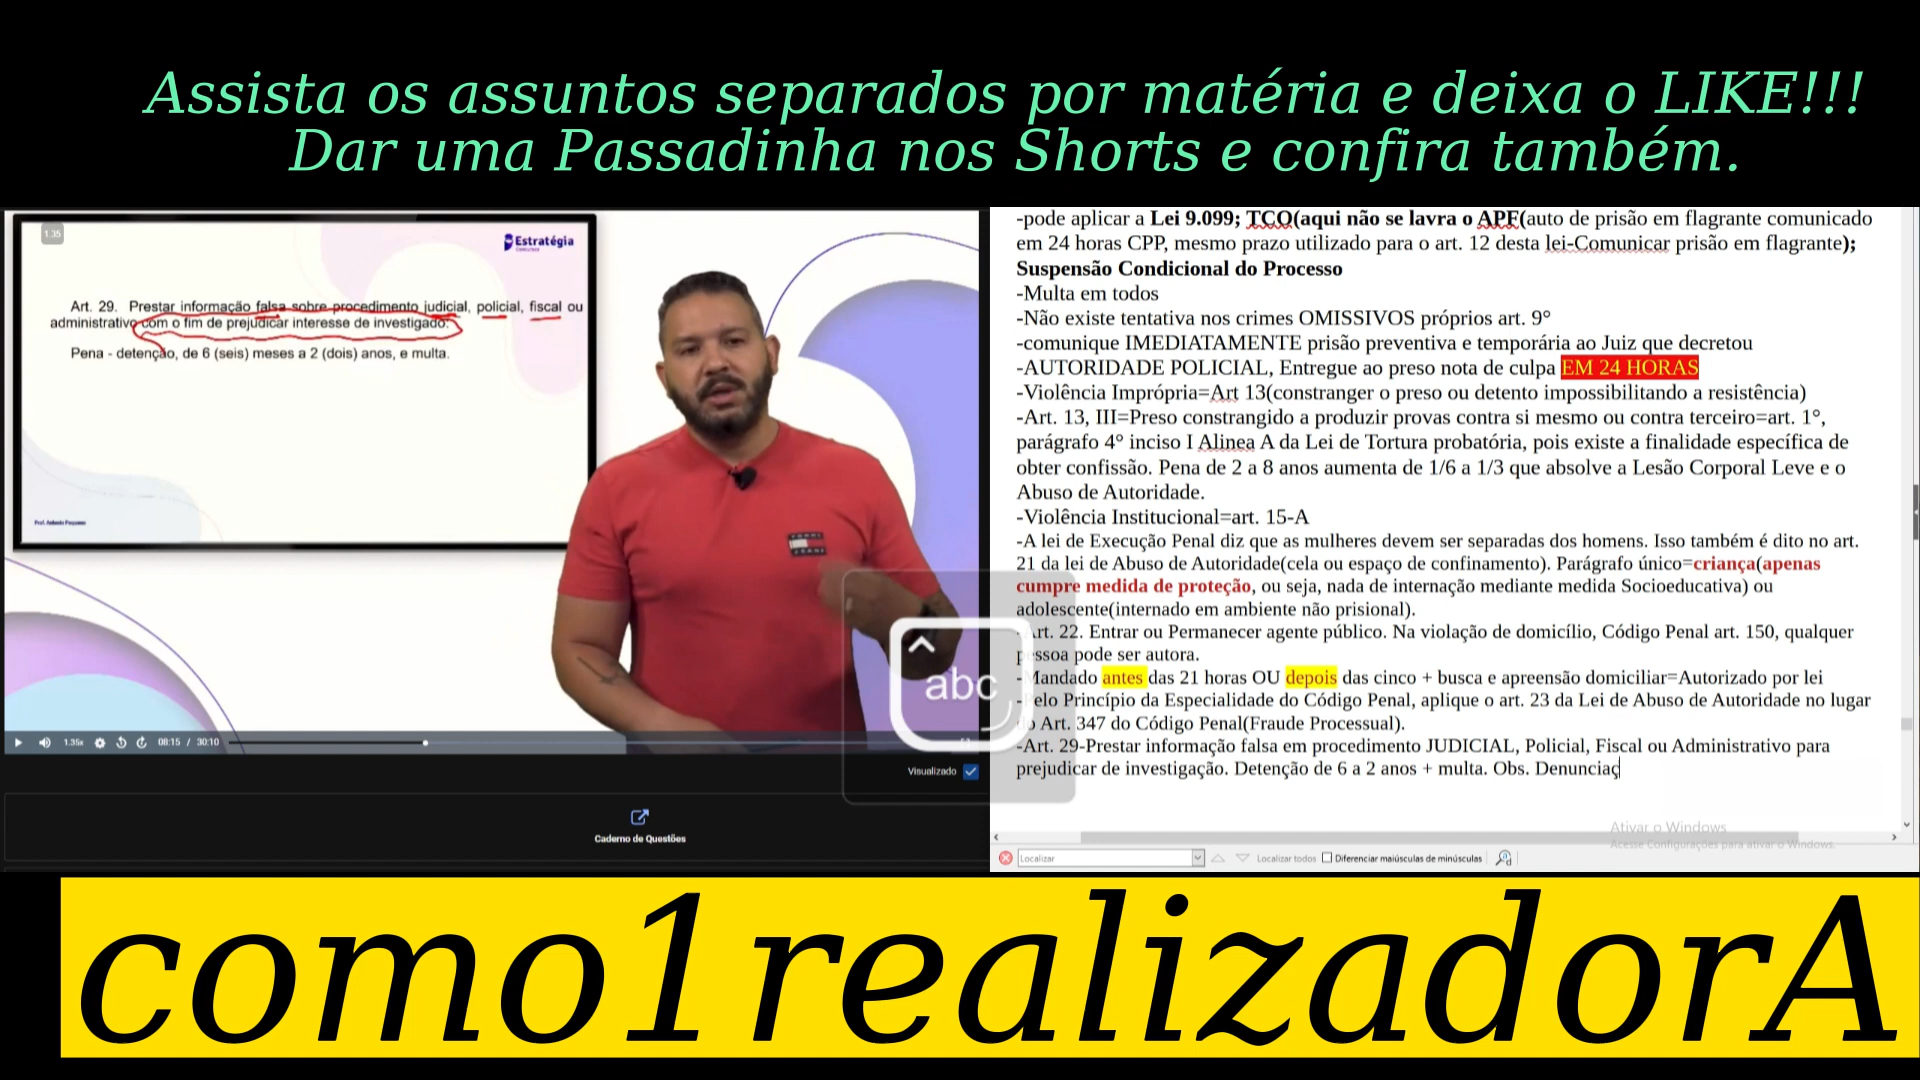 Assista os assuntos separados por matéria e deixa o LIKE!!!
Dar uma Passadinha nos Shorts e confira também.
1.35
Estratégia
Concursos
Art. 29. Prestar informação falsa sobre procedimento judicial, policial, fiscal ou
administrativo com o fim de prejudicar interesse de investigado:
Pena - detenção, de 6 (seis) meses a 2 (dois) anos, e multa.
Prof. Antonio Pequeno
1.35x
08:15 / 30:10
Visualizado
Caderno de Questões
-pode aplicar a Lei 9.099; TCO(aqui não se lavra o APF(auto de prisão em flagrante comunicado
em 24 horas CPP, mesmo prazo utilizado para o art. 12 desta lei-Comunicar prisão em flagrante);
Suspensão Condicional do Processo
-Multa em todos
-Não existe tentativa nos crimes OMISSIVOS próprios art. 9°
-comunique IMEDIATAMENTE prisão preventiva e temporária ao Juiz que decretou
-AUTORIDADE POLICIAL, Entregue ao preso nota de culpa EM 24 HORAS
-Violência Imprópria=Art 13(constranger o preso ou detento impossibilitando a resistência)
-Art. 13, III=Preso constrangido a produzir provas contra si mesmo ou contra terceiro=art. 1°,
parágrafo 4° inciso I Alinea A da Lei de Tortura probatória, pois existe a finalidade específica de
obter confissão. Pena de 2 a 8 anos aumenta de 1/6 a 1/3 que absolve a Lesão Corporal Leve e o
Abuso de Autoridade.
-Violência Institucional=art. 15-A
-A lei de Execução Penal diz que as mulheres devem ser separadas dos homens. Isso também é dito no art.
21 da lei de Abuso de Autoridade(cela ou espaço de confinamento). Parágrafo único=criança(apenas
cumpre medida de proteção, ou seja, nada de internação mediante medida Socioeducativa) ou
adolescente(internado em ambiente não prisional).
-Art. 22. Entrar ou Permanecer agente público. Na violação de domicílio, Código Penal art. 150, qualquer
pessoa pode ser autora.
-Mandado antes das 21 horas OU depois das cinco + busca e apreensão domiciliar=Autorizado por lei
-Pelo Princípio da Especialidade do Código Penal, aplique o art. 23 da Lei de Abuso de Autoridade no lugar
do Art. 347 do Código Penal(Fraude Processual).
-Art. 29-Prestar informação falsa em procedimento JUDICIAL, Policial, Fiscal ou Administrativo para
prejudicar de investigação. Detenção de 6 a 2 anos + multa. Obs. Denunciaç
abc
Ativar o Windows
Acesse Configurações para ativar o Windows.
Localizar
Localizar todos
Diferenciar maiúsculas de minúsculas
como1realizadorA